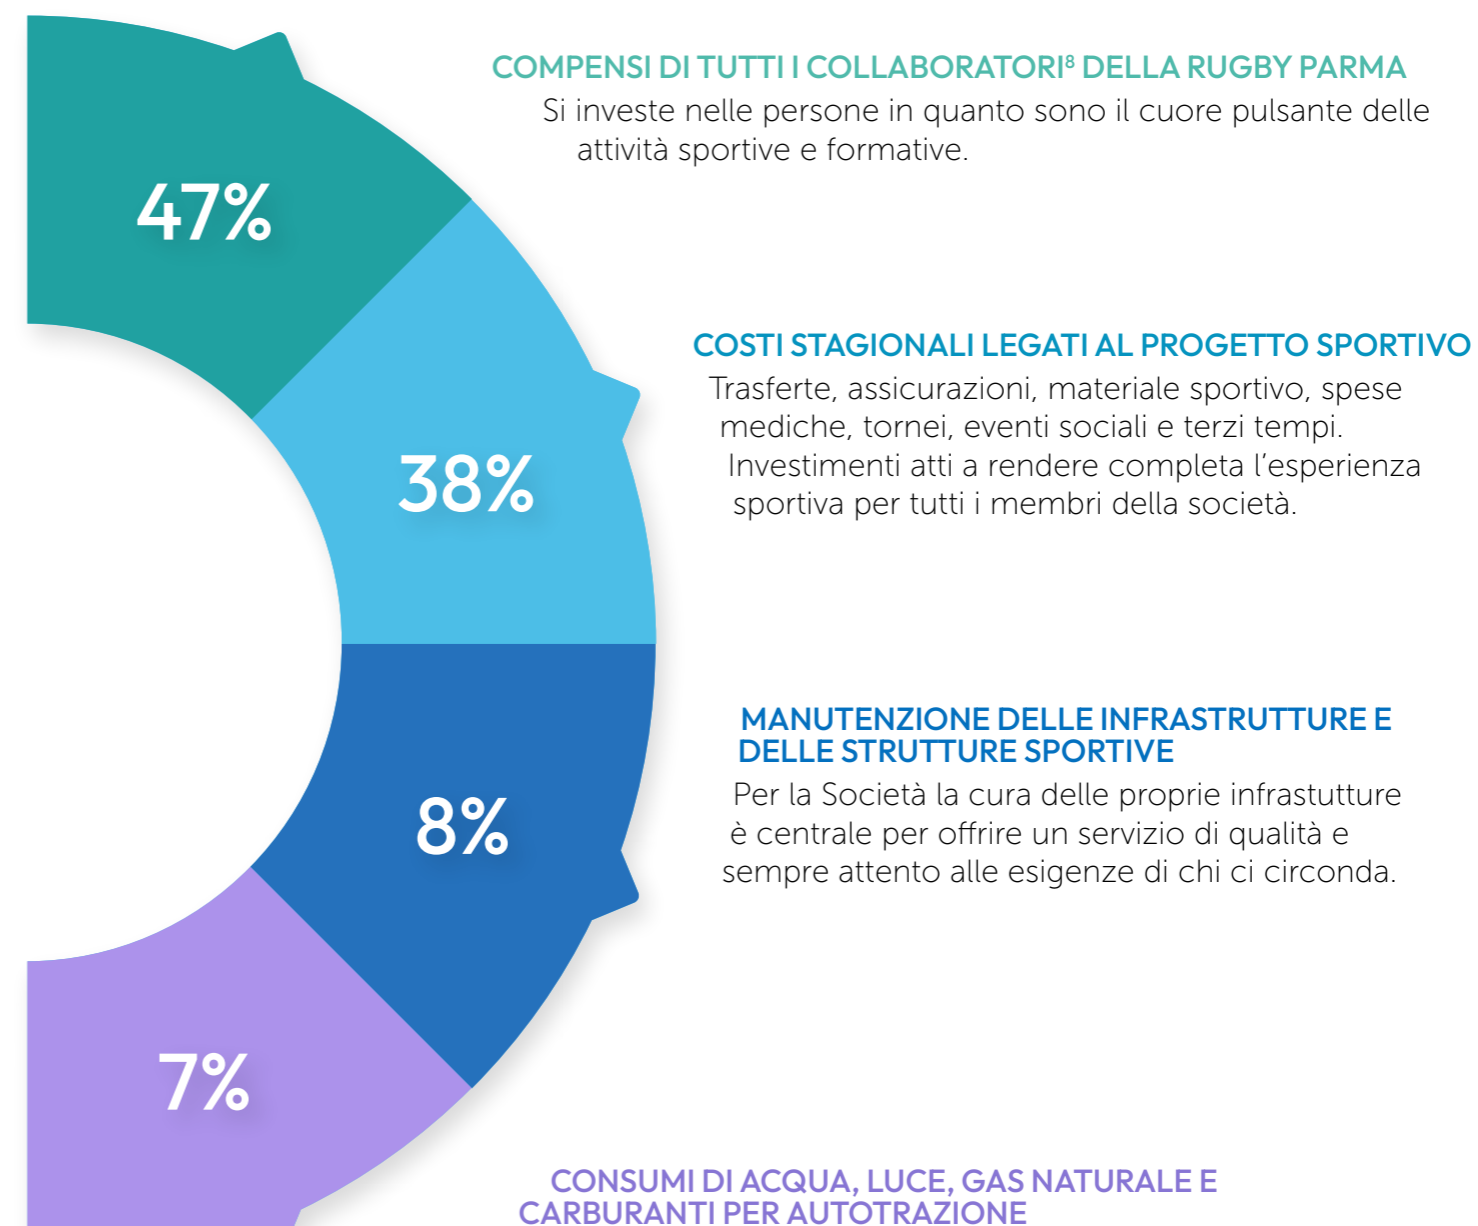 47%
COMPENSI DI TUTTI I COLLABORATORI⁸ DELLA RUGBY PARMA
Si investe nelle persone in quanto sono il cuore pulsante delle
attività sportive e formative.
38%
COSTI STAGIONALI LEGATI AL PROGETTO SPORTIVO
Trasferte, assicurazioni, materiale sportivo, spese
mediche, tornei, eventi sociali e terzi tempi.
Investimenti atti a rendere completa l’esperienza
sportiva per tutti i membri della società.
8%
MANUTENZIONE DELLE INFRASTRUTTURE E
DELLE STRUTTURE SPORTIVE
Per la Società la cura delle proprie infrastutture
è centrale per offrire un servizio di qualità e
sempre attento alle esigenze di chi ci circonda.
7%
CONSUMI DI ACQUA, LUCE, GAS NATURALE E
CARBURANTI PER AUTOTRAZIONE